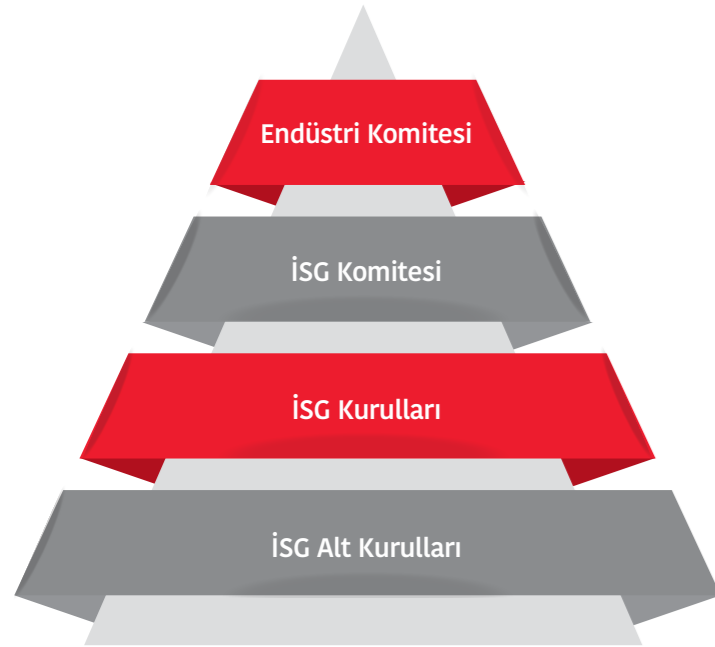 Endüstri Komitesi
İSG Komitesi
İSG Kurulları
İSG Alt Kurulları